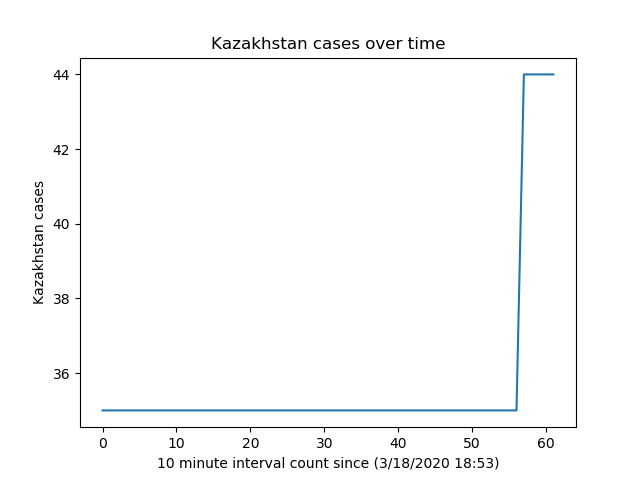 Kazakhstan cases over time
Kazakhstan cases
44
42
40
38
36
0 10 20 30 40 50 60
10 minute interval count since (3/18/2020 18:53)